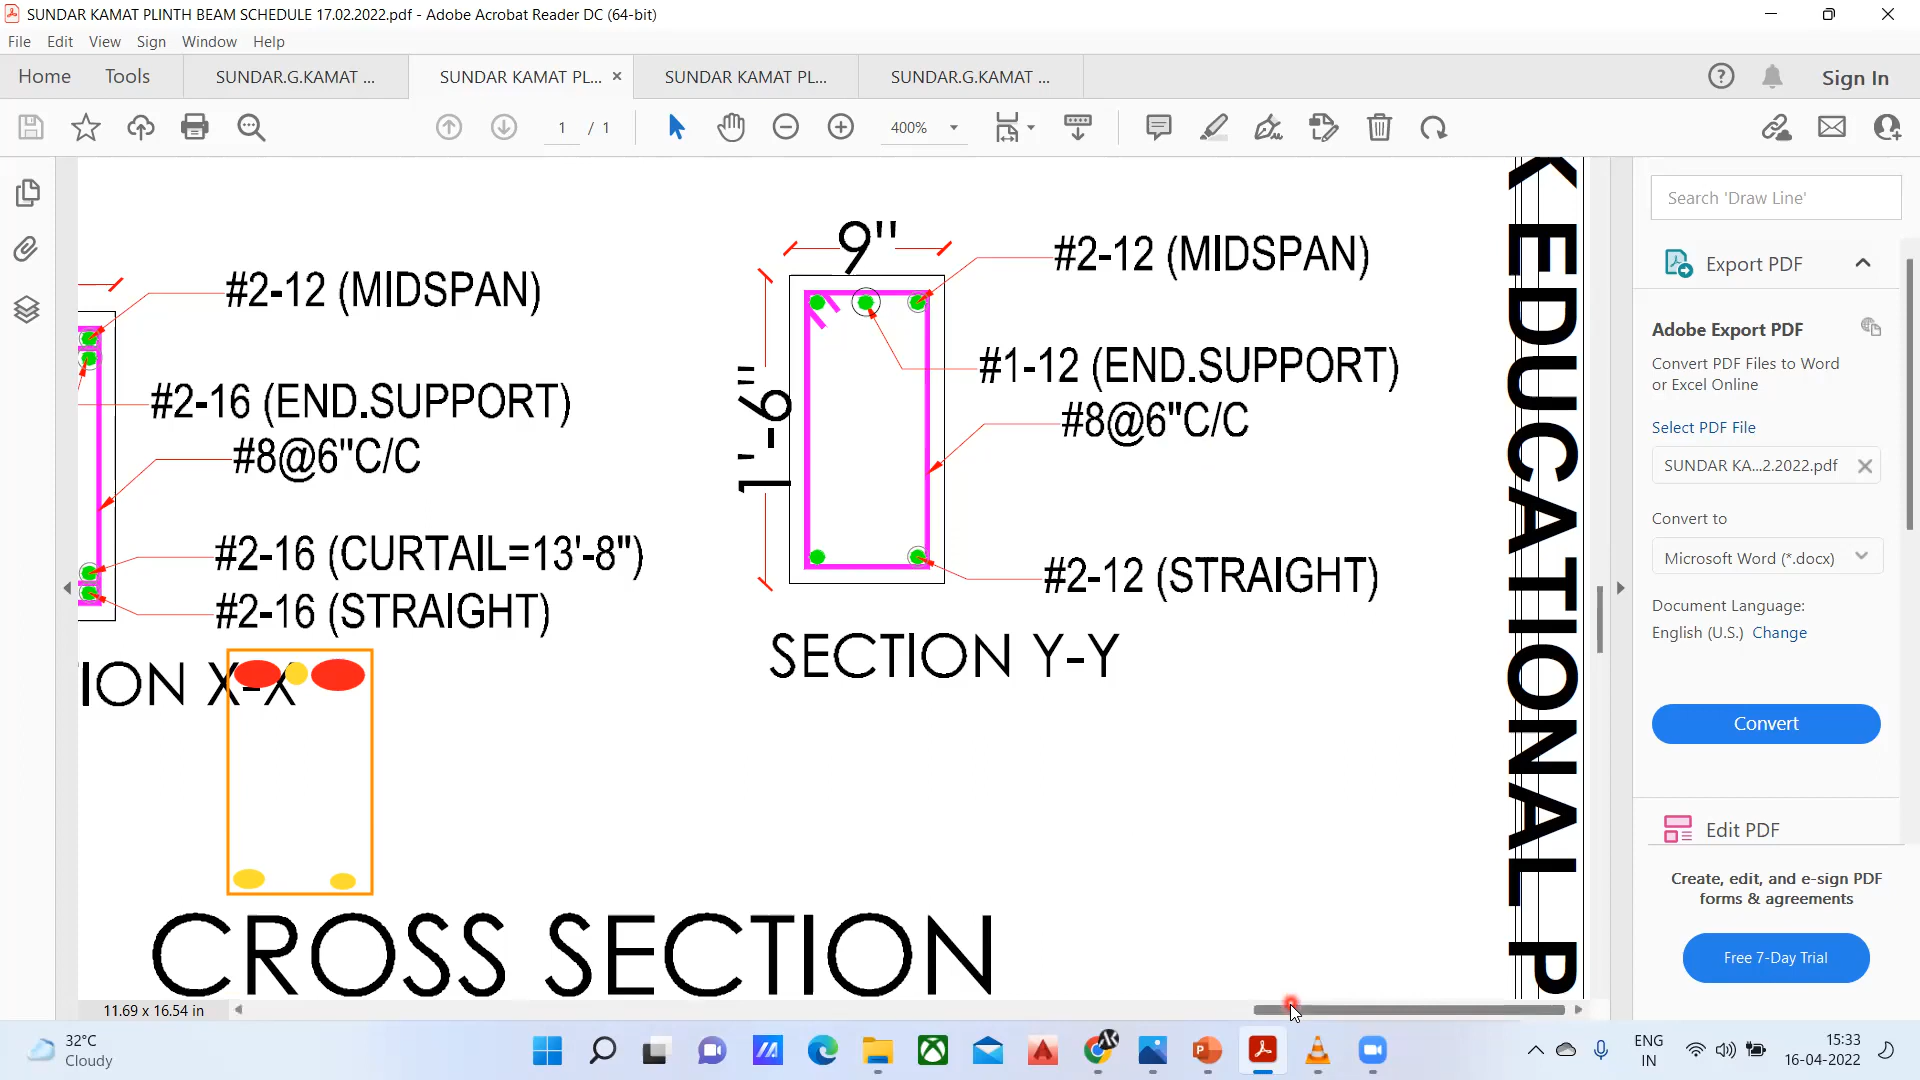 SUNDAR KAMAT PLINTH BEAM SCHEDULE 17.02.2022.pdf - Adobe Acrobat Reader DC (64-bit)
File Edit View Sign Window Help
Home Tools SUNDAR.G.KAMAT ... SUNDAR KAMAT PL... × SUNDAR KAMAT PL... SUNDAR.G.KAMAT ... Sign In
1 / 1 400%
9"
1'-6"
#2-12 (MIDSPAN)
#2-16 (END.SUPPORT)
#8@6"C/C
#2-16 (CURTAIL=13'-8")
#2-16 (STRAIGHT)
TION X-X
#2-12 (MIDSPAN)
#1-12 (END.SUPPORT)
#8@6"C/C
#2-12 (STRAIGHT)
SECTION Y-Y
CROSS SECTION
K EDUCATIONAL P
11.69 x 16.54 in
Search 'Draw Line'
Export PDF
Adobe Export PDF
Convert PDF Files to Word
or Excel Online
Select PDF File
SUNDAR KA...2.2022.pdf
Convert to
Microsoft Word (*.docx)
Document Language:
English (U.S.) Change
Convert
Edit PDF
Create, edit, and e-sign PDF
forms & agreements
Free 7-Day Trial
32°C
Cloudy
ENG
IN
15:33
16-04-2022